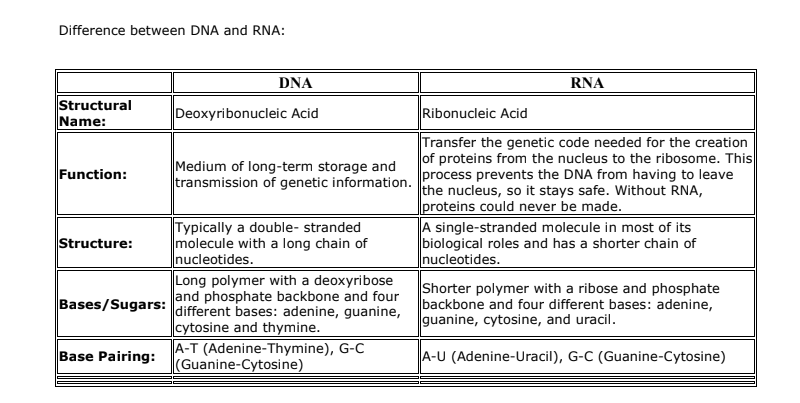 Difference between DNA and RNA:
DNA
RNA
Structural
Name:
Deoxyribonucleic Acid
Ribonucleic Acid
Function:
Medium of long-term storage and
transmission of genetic information.
Transfer the genetic code needed for the creation
of proteins from the nucleus to the ribosome. This
process prevents the DNA from having to leave
the nucleus, so it stays safe. Without RNA,
proteins could never be made.
Structure:
Typically a double- stranded
molecule with a long chain of
nucleotides.
A single-stranded molecule in most of its
biological roles and has a shorter chain of
nucleotides.
Bases/Sugars:
Long polymer with a deoxyribose
and phosphate backbone and four
different bases: adenine, guanine,
cytosine and thymine.
Shorter polymer with a ribose and phosphate
backbone and four different bases: adenine,
guanine, cytosine, and uracil.
Base Pairing:
A-T (Adenine-Thymine), G-C
(Guanine-Cytosine)
A-U (Adenine-Uracil), G-C (Guanine-Cytosine)